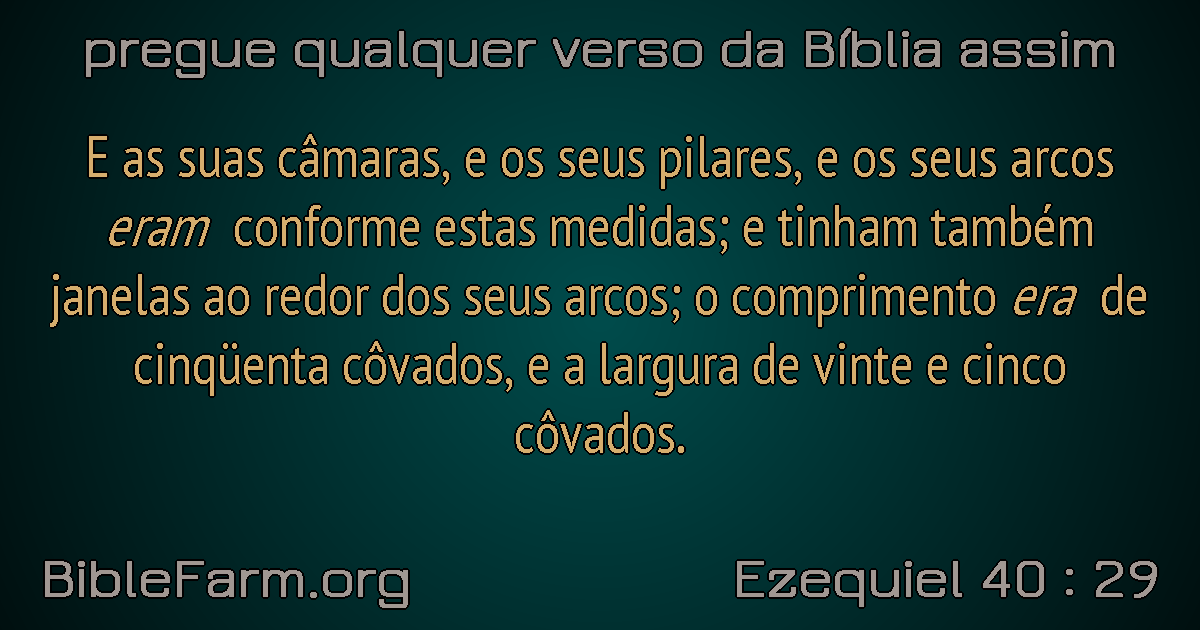 pregue qualquer verso da Bíblia assim
E as suas câmaras, e os seus pilares, e os seus arcos
eram conforme estas medidas; e tinham também
janelas ao redor dos seus arcos; o comprimento era de
cinqüenta côvados, e a largura de vinte e cinco
côvados.
BibleFarm.org
Ezequiel 40 : 29